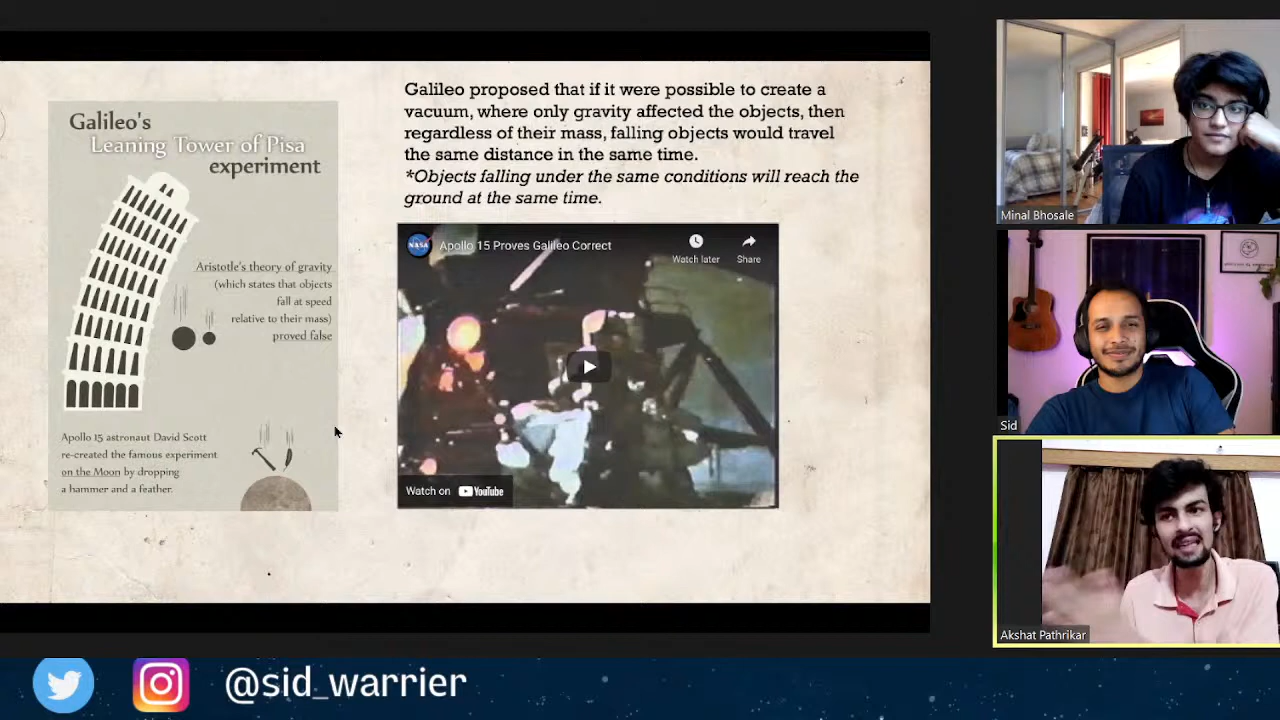 Galileo's
Leaning Tower of Pisa
experiment
Aristotle's theory of gravity
(which states that objects
fall at speed
relative to their mass)
proved false
Apollo 15 astronaut David Scott
re-created the famous experiment
on the Moon by dropping
a hammer and a feather.
Galileo proposed that if it were possible to create a
vacuum, where only gravity affected the objects, then
regardless of their mass, falling objects would travel
the same distance in the same time.
*Objects falling under the same conditions will reach the
ground at the same time.
NASA
Apollo 15 Proves Galileo Correct
Watch later
Share
Watch on YouTube
Minal Bhosale
Sid
Akshat Pathrikar
@sid_warrier